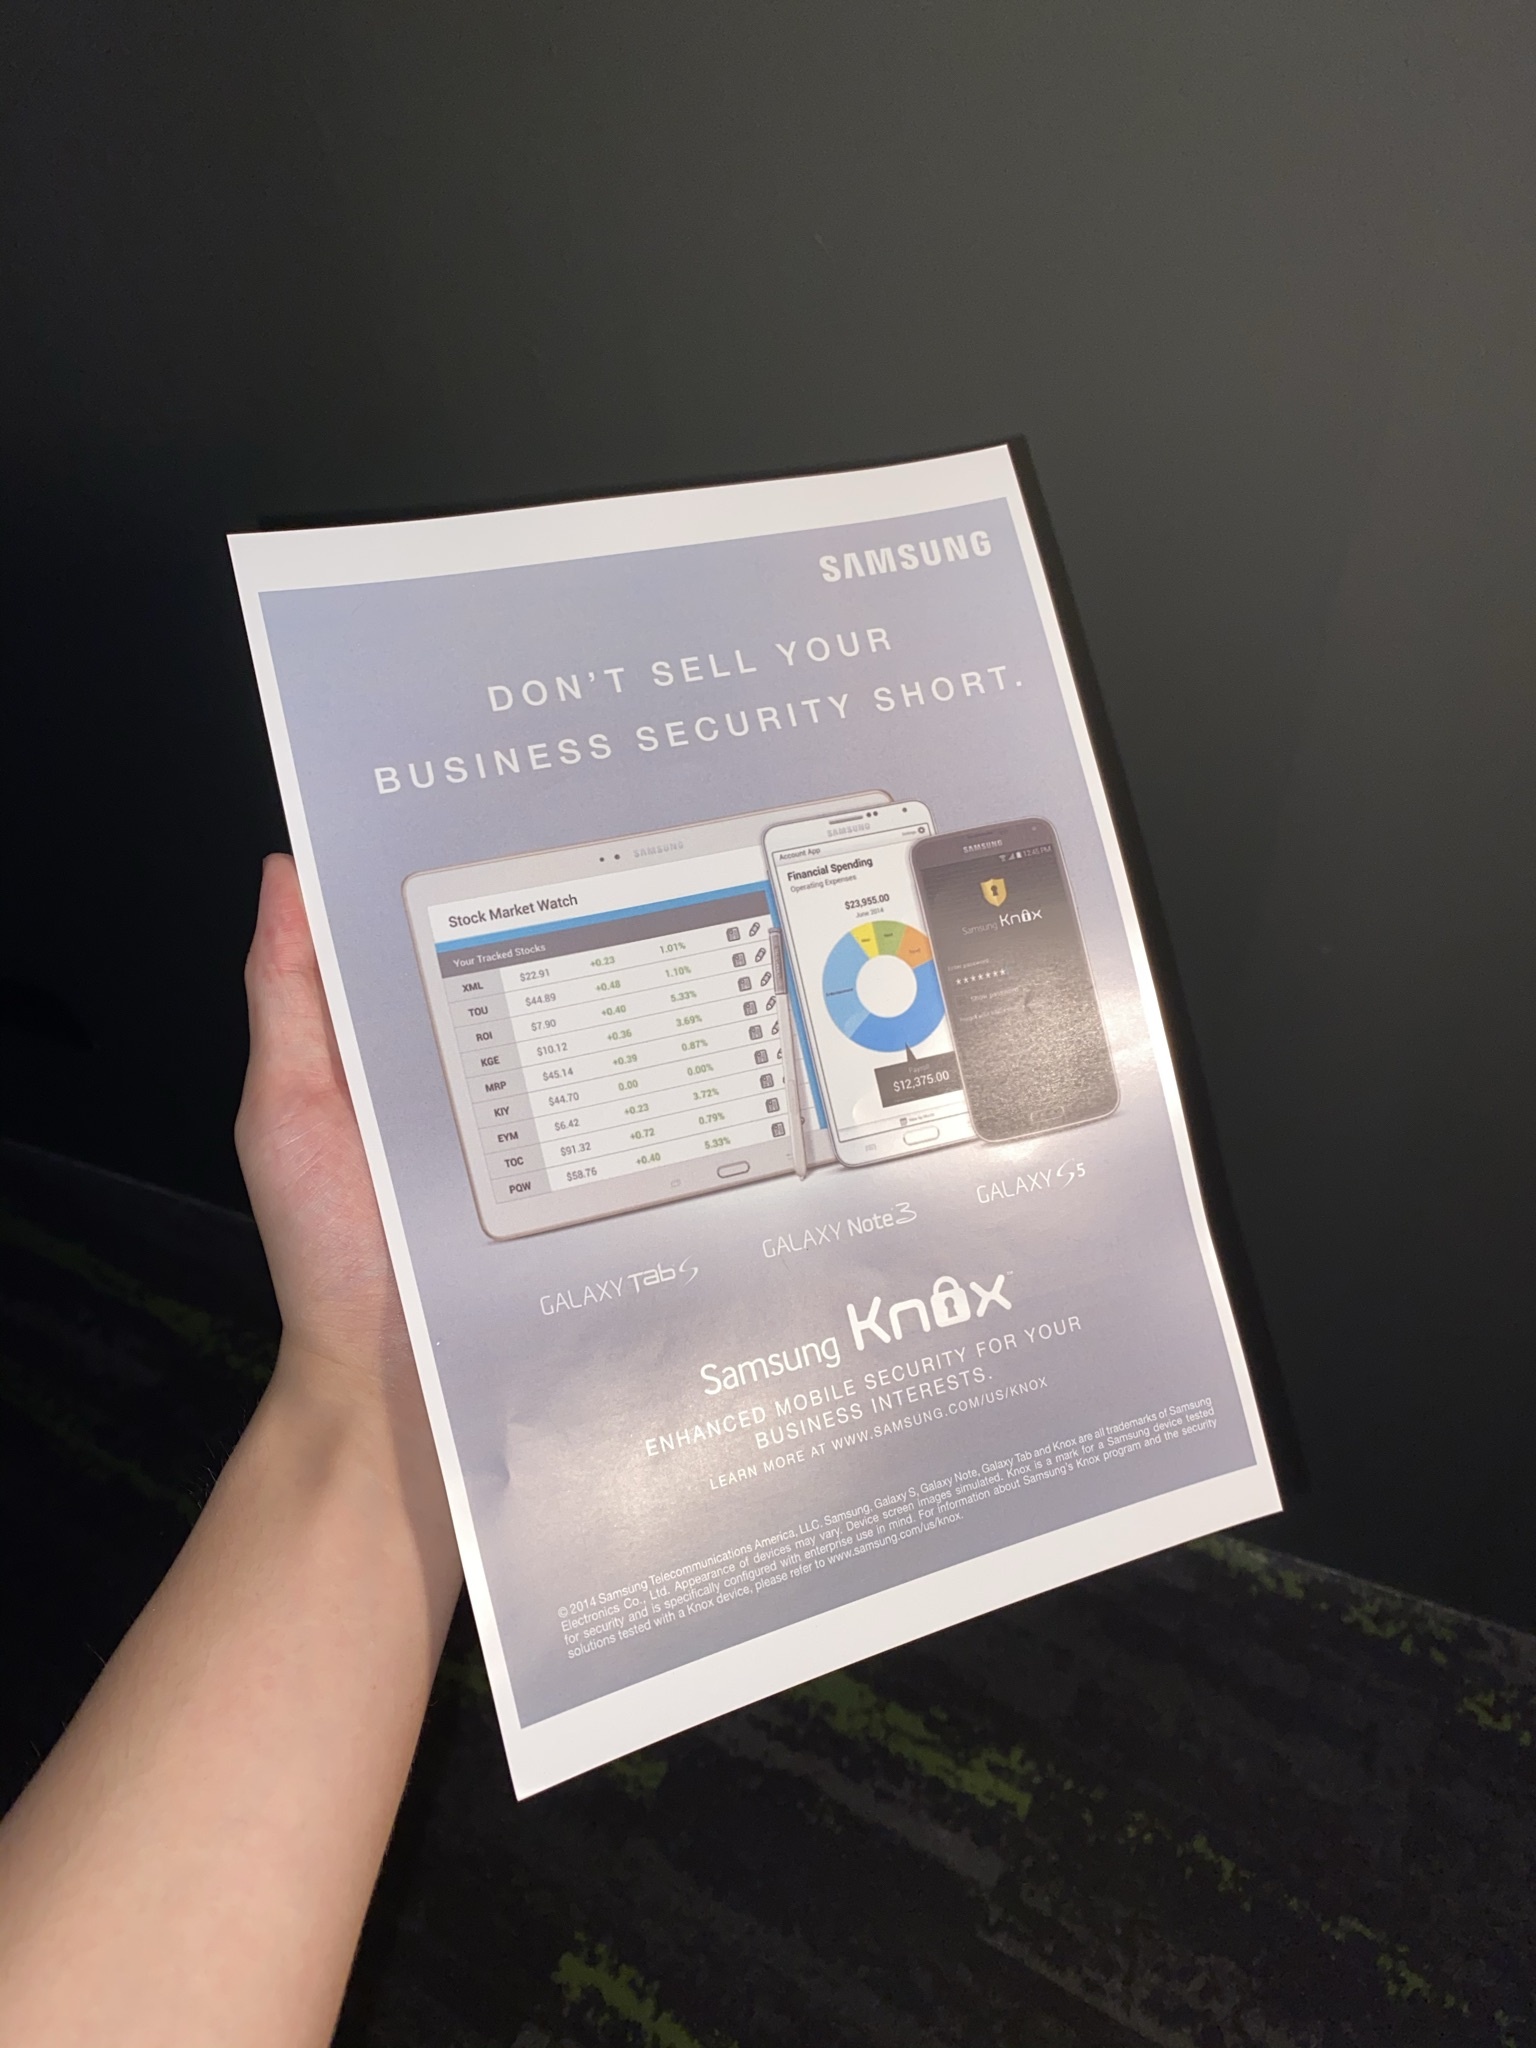 SAMSUNG
DON'T SELL YOUR
BUSINESS SECURITY SHORT.
SAMSUNG
Stock Market Watch
Your Tracked Stocks
XML $22.91 +0.23 1.01%
TOU $44.89 +0.48 1.10%
ROI $7.90 +0.40 5.33%
KGE $10.12 +0.36 3.69%
MRP $45.14 +0.39 0.87%
KIY $44.70 0.00 0.00%
EYM $6.42 +0.23 3.72%
TOC $91.32 +0.72 0.79%
PQW $58.76 +0.40 5.33%
SAMSUNG
Account App
Financial Spending
Operating Expenses
$23,955.00
June 2014
Payroll
$12,375.00
SAMSUNG
12:45 PM
Samsung Knox
Enter password
*******
Show password
GALAXY Tab S
GALAXY Note 3
GALAXY S5
Samsung Knox™
ENHANCED MOBILE SECURITY FOR YOUR
BUSINESS INTERESTS.
LEARN MORE AT WWW.SAMSUNG.COM/US/KNOX
© 2014 Samsung Telecommunications America, LLC. Samsung, Galaxy S, Galaxy Note, Galaxy Tab and Knox are all trademarks of Samsung
Electronics Co., Ltd. Appearance of devices may vary. Device screen images simulated. Knox is a mark for a Samsung device tested
for security and is specifically configured with enterprise use in mind. For information about Samsung's Knox program and the security
solutions tested with a Knox device, please refer to www.samsung.com/us/knox.